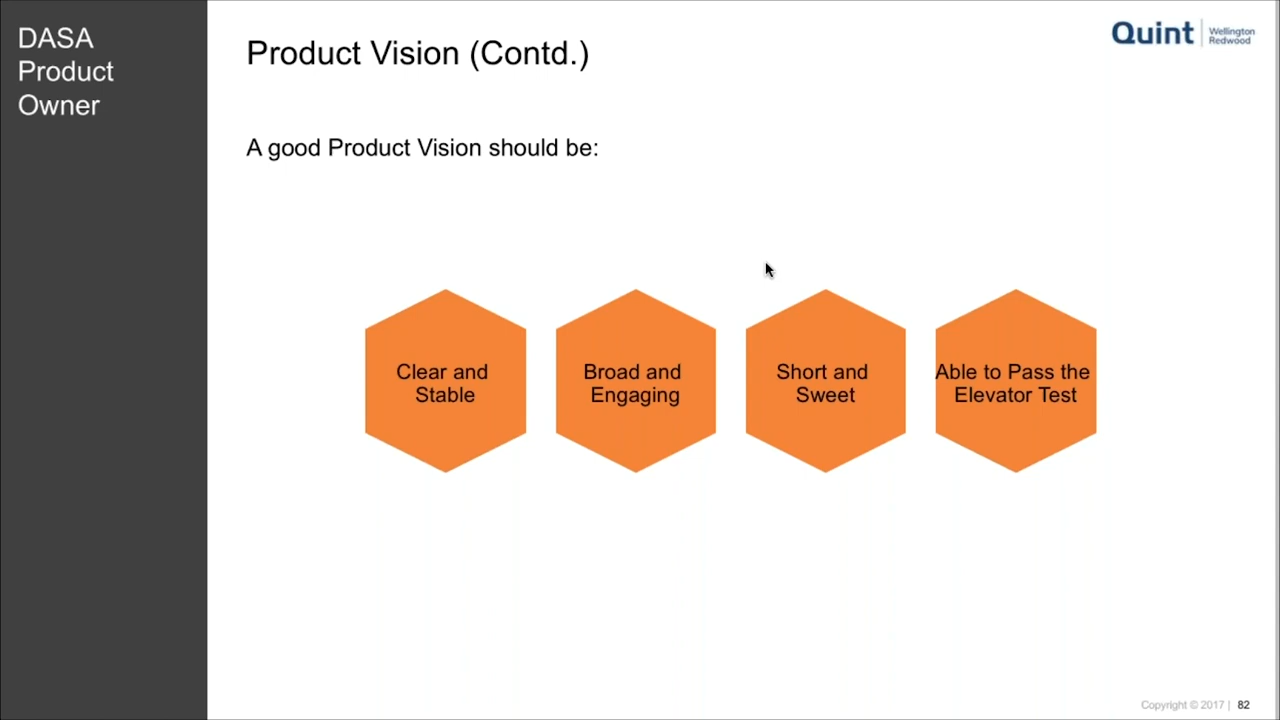 DASA
Product
Owner
Product Vision (Contd.)
Quint
Wellington
Redwood
A good Product Vision should be:
Clear and
Stable
Broad and
Engaging
Short and
Sweet
Able to Pass the
Elevator Test
Copyright © 2017 | 82